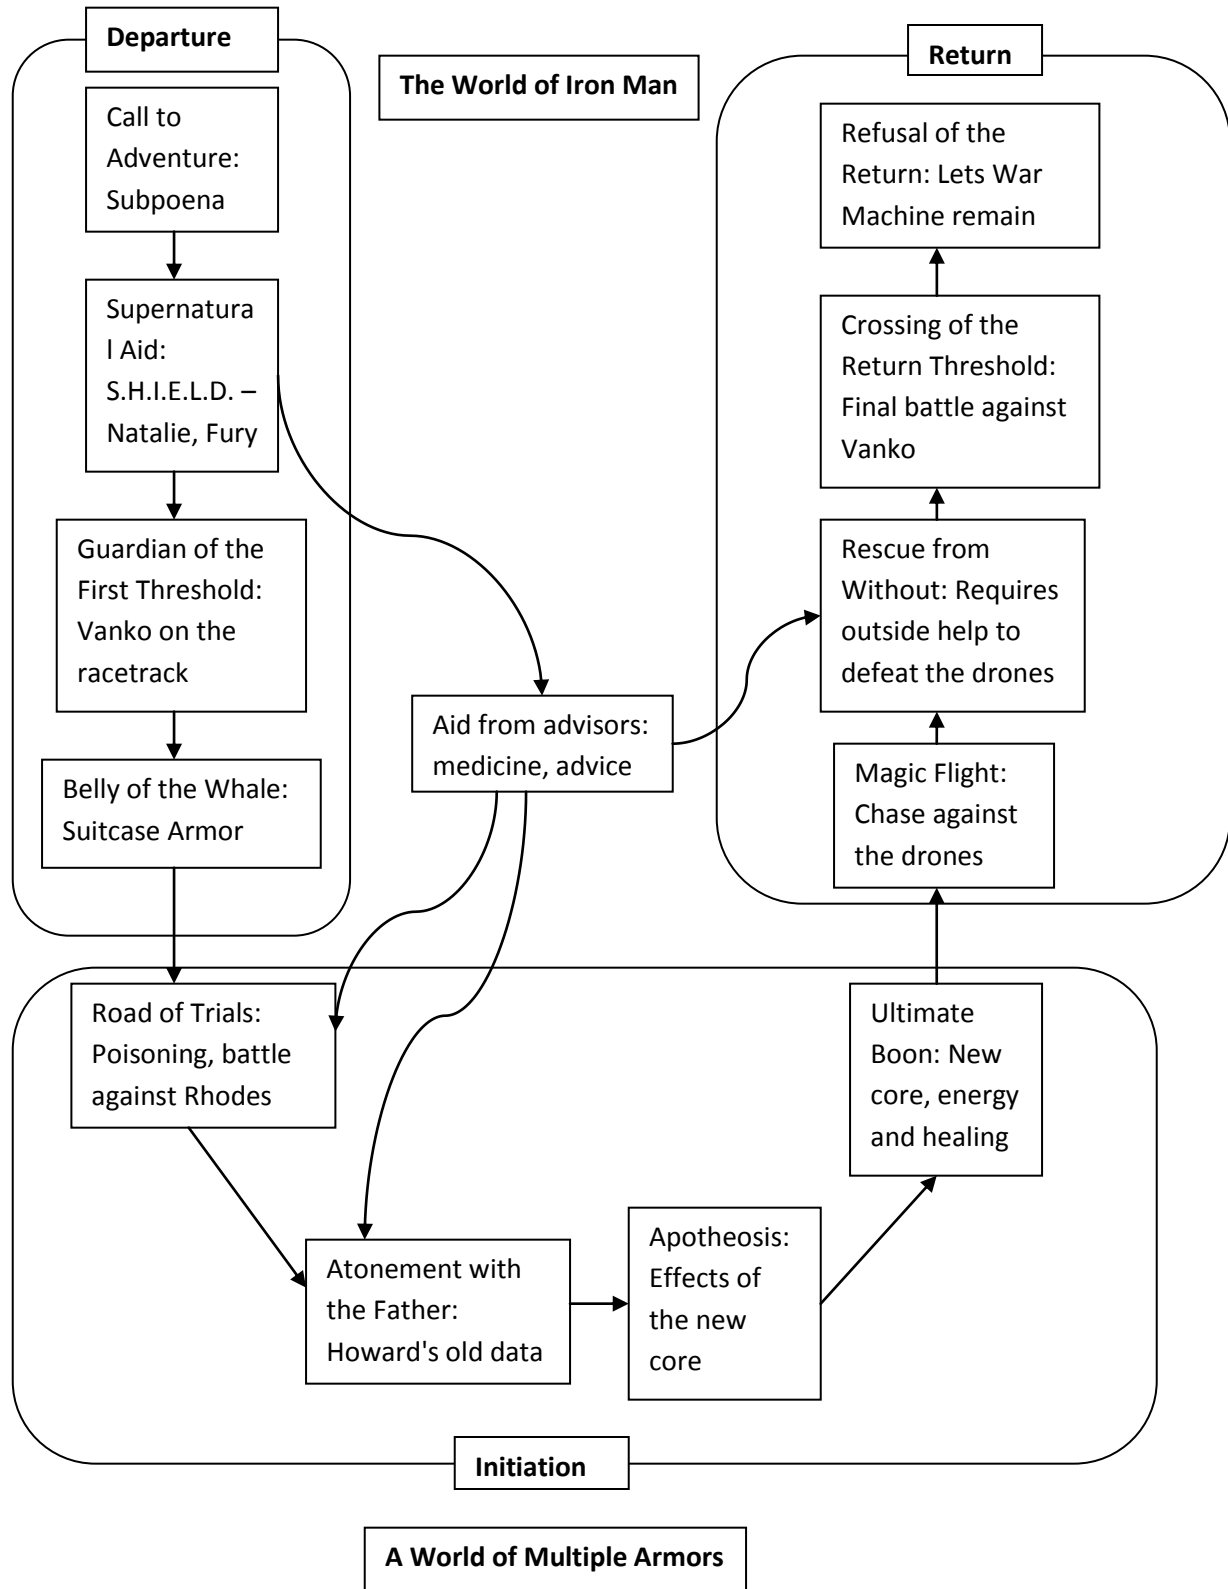 Departure
Call to
Adventure:
Subpoena
Supernatura
l Aid:
S.H.I.E.L.D. –
Natalie, Fury
Guardian of the
First Threshold:
Vanko on the
racetrack
Belly of the Whale:
Suitcase Armor
The World of Iron Man
Aid from advisors:
medicine, advice
Return
Refusal of the
Return: Lets War
Machine remain
Crossing of the
Return Threshold:
Final battle against
Vanko
Rescue from
Without: Requires
outside help to
defeat the drones
Magic Flight:
Chase against
the drones
Road of Trials:
Poisoning, battle
against Rhodes
Atonement with
the Father:
Howard's old data
Apotheosis:
Effects of
the new
core
Ultimate
Boon: New
core, energy
and healing
Initiation
A World of Multiple Armors